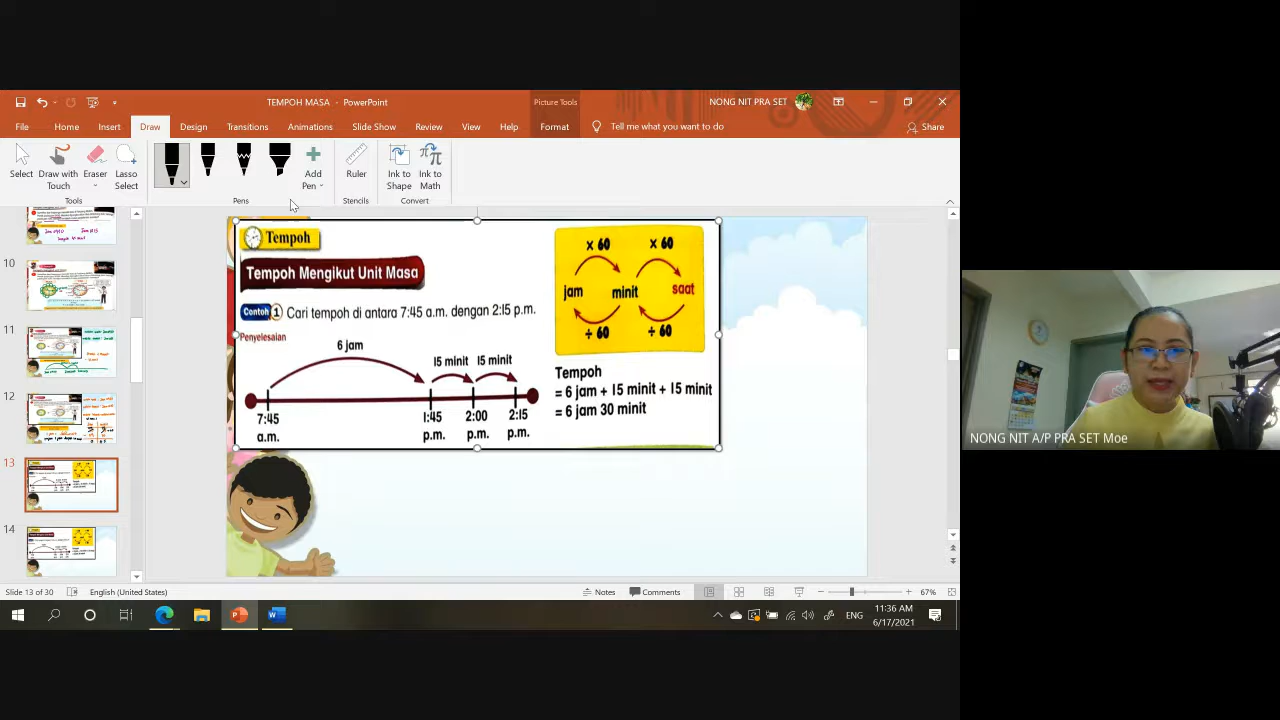 TEMPOH MASA - PowerPoint
Picture Tools
NONG NIT PRA SET
File Home Insert Draw Design Transitions Animations Slide Show Review View Help Format Tell me what you want to do Share
Select Draw with Touch Eraser Lasso Select Add Pen Ruler Ink to Shape Ink to Math
Tools Pens Stencils Convert
10
11
12
13
14
Tempoh
Tempoh Mengikut Unit Masa
Contoh 1 Cari tempoh di antara 7:45 a.m. dengan 2:15 p.m.
Penyelesaian
6 jam
15 minit 15 minit
7:45 1:45 2:00 2:15
a.m. p.m. p.m. p.m.
x 60 x 60
jam minit saat
÷ 60 ÷ 60
Tempoh
= 6 jam + 15 minit + 15 minit
= 6 jam 30 minit
NONG NIT A/P PRA SET Moe
Slide 13 of 30 English (United States) Notes Comments 67%
ENG 11:36 AM
6/17/2021